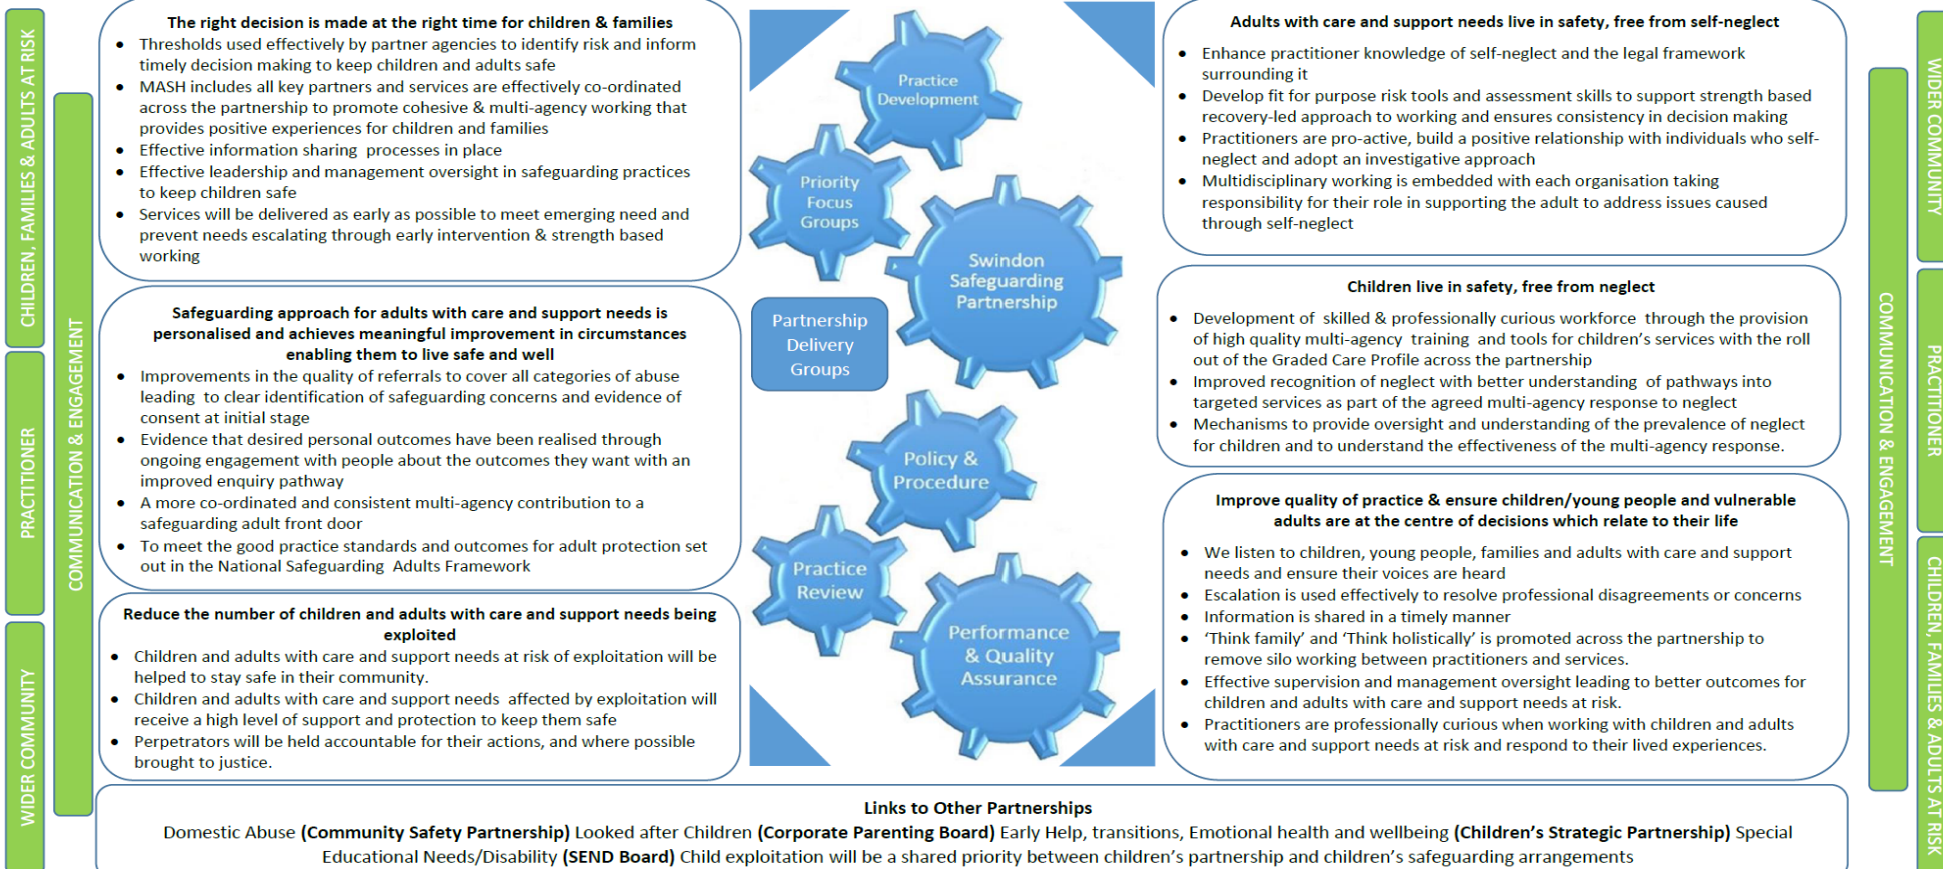 CHILDREN, FAMILIES & ADULTS AT RISK
PRACTITIONER
WIDER COMMUNITY
COMMUNICATION & ENGAGEMENT
The right decision is made at the right time for children & families
• Thresholds used effectively by partner agencies to identify risk and inform
timely decision making to keep children and adults safe
• MASH includes all key partners and services are effectively co-ordinated
across the partnership to promote cohesive & multi-agency working that
provides positive experiences for children and families
• Effective information sharing processes in place
• Effective leadership and management oversight in safeguarding practices
to keep children safe
• Services will be delivered as early as possible to meet emerging need and
prevent needs escalating through early intervention & strength based
working
Safeguarding approach for adults with care and support needs is
personalised and achieves meaningful improvement in circumstances
enabling them to live safe and well
• Improvements in the quality of referrals to cover all categories of abuse
leading to clear identification of safeguarding concerns and evidence of
consent at initial stage
• Evidence that desired personal outcomes have been realised through
ongoing engagement with people about the outcomes they want with an
improved enquiry pathway
• A more co-ordinated and consistent multi-agency contribution to a
safeguarding adult front door
• To meet the good practice standards and outcomes for adult protection set
out in the National Safeguarding Adults Framework
Reduce the number of children and adults with care and support needs being
exploited
• Children and adults with care and support needs at risk of exploitation will be
helped to stay safe in their community.
• Children and adults with care and support needs affected by exploitation will
receive a high level of support and protection to keep them safe
• Perpetrators will be held accountable for their actions, and where possible
brought to justice.
Practice
Development
Priority
Focus
Groups
Swindon
Safeguarding
Partnership
Partnership
Delivery
Groups
Policy &
Procedure
Practice
Review
Performance
& Quality
Assurance
Adults with care and support needs live in safety, free from self-neglect
• Enhance practitioner knowledge of self-neglect and the legal framework
surrounding it
• Develop fit for purpose risk tools and assessment skills to support strength based
recovery-led approach to working and ensures consistency in decision making
• Practitioners are pro-active, build a positive relationship with individuals who self-
neglect and adopt an investigative approach
• Multidisciplinary working is embedded with each organisation taking
responsibility for their role in supporting the adult to address issues caused
through self-neglect
Children live in safety, free from neglect
• Development of skilled & professionally curious workforce through the provision
of high quality multi-agency training and tools for children's services with the roll
out of the Graded Care Profile across the partnership
• Improved recognition of neglect with better understanding of pathways into
targeted services as part of the agreed multi-agency response to neglect
• Mechanisms to provide oversight and understanding of the prevalence of neglect
for children and to understand the effectiveness of the multi-agency response.
Improve quality of practice & ensure children/young people and vulnerable
adults are at the centre of decisions which relate to their life
• We listen to children, young people, families and adults with care and support
needs and ensure their voices are heard
• Escalation is used effectively to resolve professional disagreements or concerns
• Information is shared in a timely manner
• 'Think family' and 'Think holistically' is promoted across the partnership to
remove silo working between practitioners and services.
• Effective supervision and management oversight leading to better outcomes for
children and adults with care and support needs at risk.
• Practitioners are professionally curious when working with children and adults
with care and support needs at risk and respond to their lived experiences.
COMMUNICATION & ENGAGEMENT
WIDER COMMUNITY
PRACTITIONER
CHILDREN, FAMILIES & ADULTS AT RISK
Links to Other Partnerships
Domestic Abuse (Community Safety Partnership) Looked after Children (Corporate Parenting Board) Early Help, transitions, Emotional health and wellbeing (Children's Strategic Partnership) Special
Educational Needs/Disability (SEND Board) Child exploitation will be a shared priority between children's partnership and children's safeguarding arrangements